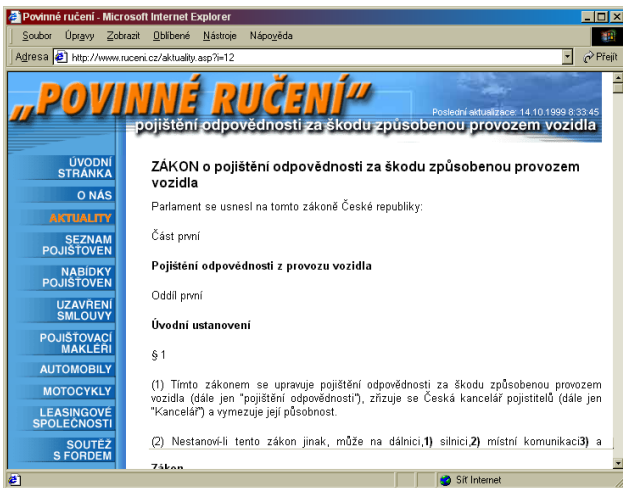 Povinné ručení - Microsoft Internet Explorer
Soubor Úpravy Zobrazit Oblíbené Nástroje Nápověda
Adresa http://www.ruceni.cz/aktuality.asp?i=12 Přejít
„POVINNÉ RUČENÍ"
Poslední aktualizace: 14.10.1999 8:33:45
pojištění odpovědnosti za škodu způsobenou provozem vozidla
ÚVODNÍ
STRÁNKA
O NÁS
AKTUALITY
SEZNAM
POJIŠŤOVEN
NABÍDKY
POJIŠŤOVEN
UZAVŘENÍ
SMLOUVY
POJIŠŤOVACÍ
MAKLÉŘI
AUTOMOBILY
MOTOCYKLY
LEASINGOVÉ
SPOLEČNOSTI
SOUTĚŽ
S FORDEM
ZÁKON o pojištění odpovědnosti za škodu způsobenou provozem
vozidla
Parlament se usnesl na tomto zákoně České republiky:
Část první
Pojištění odpovědnosti z provozu vozidla
Oddíl první
Úvodní ustanovení
§ 1
(1) Tímto zákonem se upravuje pojištění odpovědnosti za škodu způsobenou provozem
vozidla (dále jen "pojištění odpovědnosti"), zřizuje se Česká kancelář pojistitelů (dále jen
"Kancelář") a vymezuje její působnost.
(2) Nestanoví-li tento zákon jinak, může na dálnici,1) silnici,2) místní komunikaci3) a
Zákon
Síť Internet